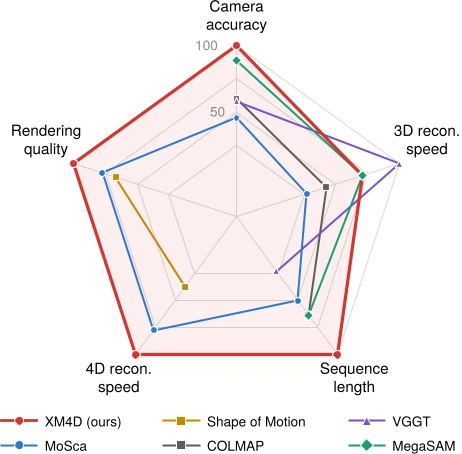 Camera
accuracy
100
50
Rendering
quality
3D recon.
speed
4D recon.
speed
Sequence
length
XM4D (ours)
Shape of Motion
VGGT
MoSca
COLMAP
MegaSAM